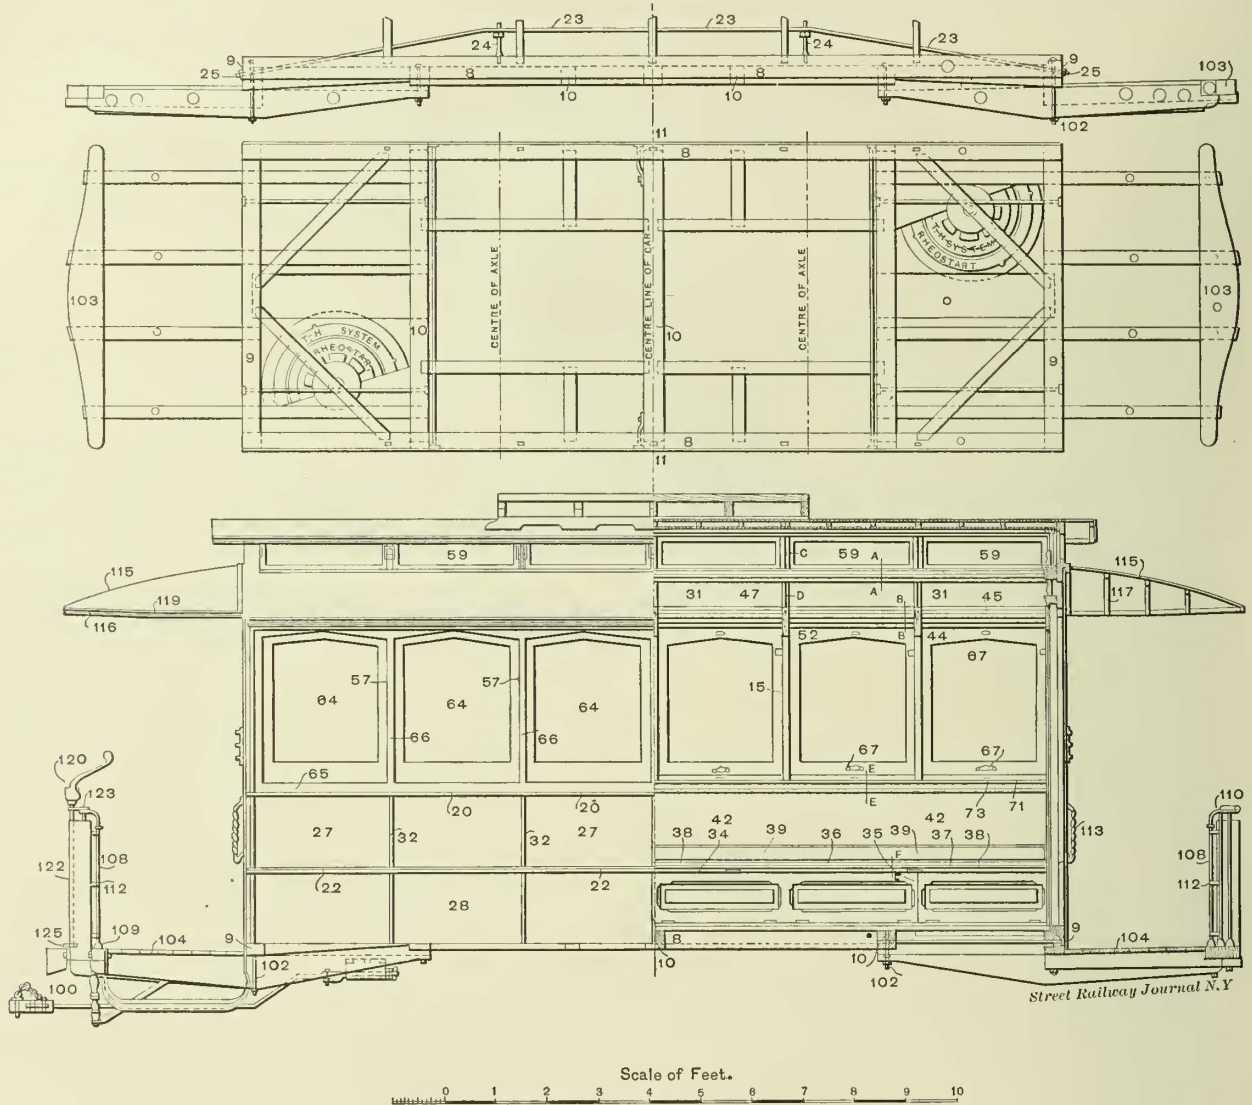 23 23
24 24 23
9 9
25 8 8 25 103
10 10
102
11
8
T-H SYSTEM
RHEOSTART
103 CENTRE OF AXLE CENTRE LINE OF CAR CENTRE OF AXLE 103
10 10
T-H SYSTEM
RHEOSTART
9 9
8
11
59 C 59 A 59
115 115
119 31 47 D A 31 45 117
116 B
52 B 44
67
57 57 15
64 64 64
66 66
67 67
120 65 E
123 20 20 E 73 71 110
27 32 32 27 42 42 113
108 38 34 39 36 35 39 37 38 108
122 F
112 22 22 112
28
125 109 104 9 8 9 104
102 10 10
100 102
Street Railway Journal N.Y
Scale of Feet.
0 1 2 3 4 5 6 7 8 9 10